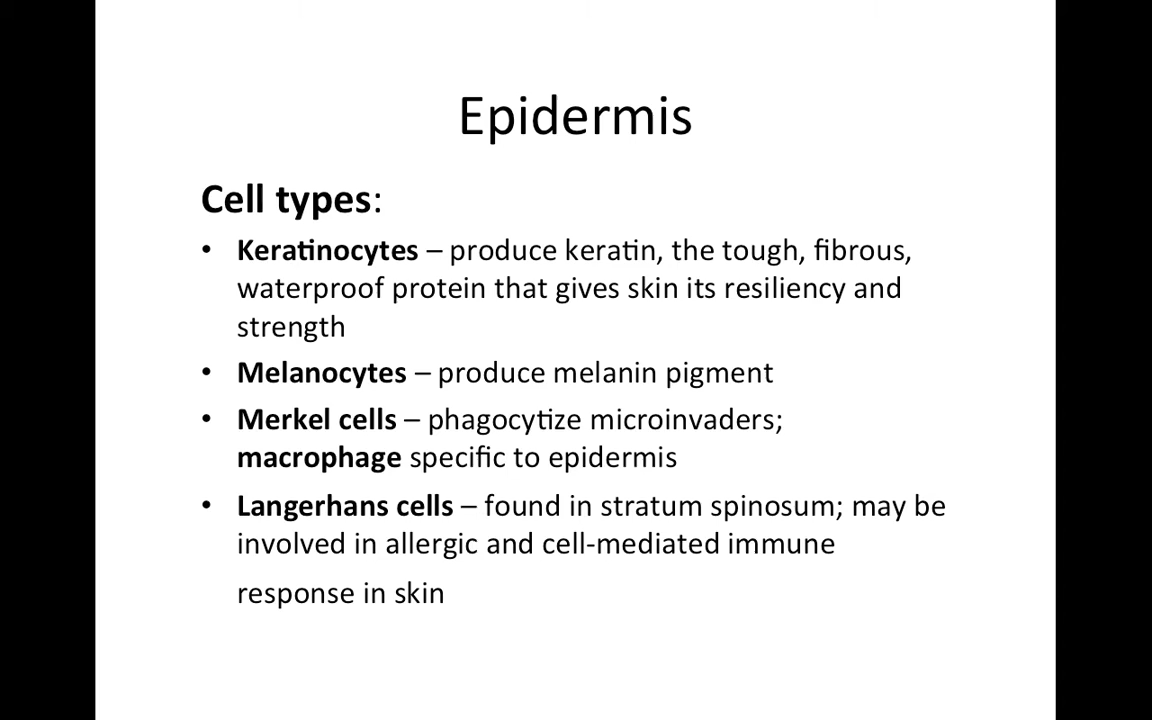 Epidermis
Cell types:
• Keratinocytes – produce keratin, the tough, fibrous,
waterproof protein that gives skin its resiliency and
strength
• Melanocytes – produce melanin pigment
• Merkel cells – phagocytize microinvaders;
macrophage specific to epidermis
• Langerhans cells – found in stratum spinosum; may be
involved in allergic and cell-mediated immune
response in skin